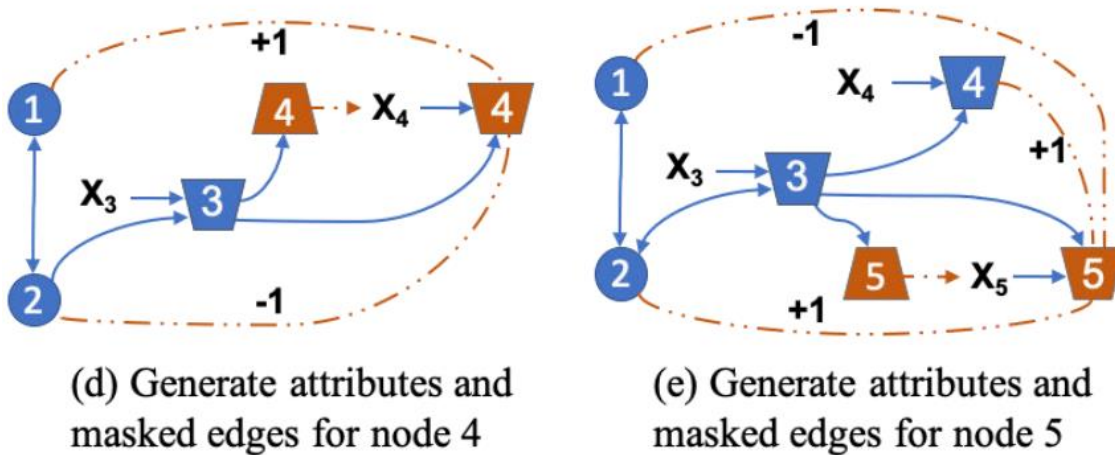 +1
1
4
X₄
4
X₃
3
2
-1
(d) Generate attributes and
masked edges for node 4
-1
1
X₄
4
+1
X₃
3
2
5
X₅
5
+1
(e) Generate attributes and
masked edges for node 5